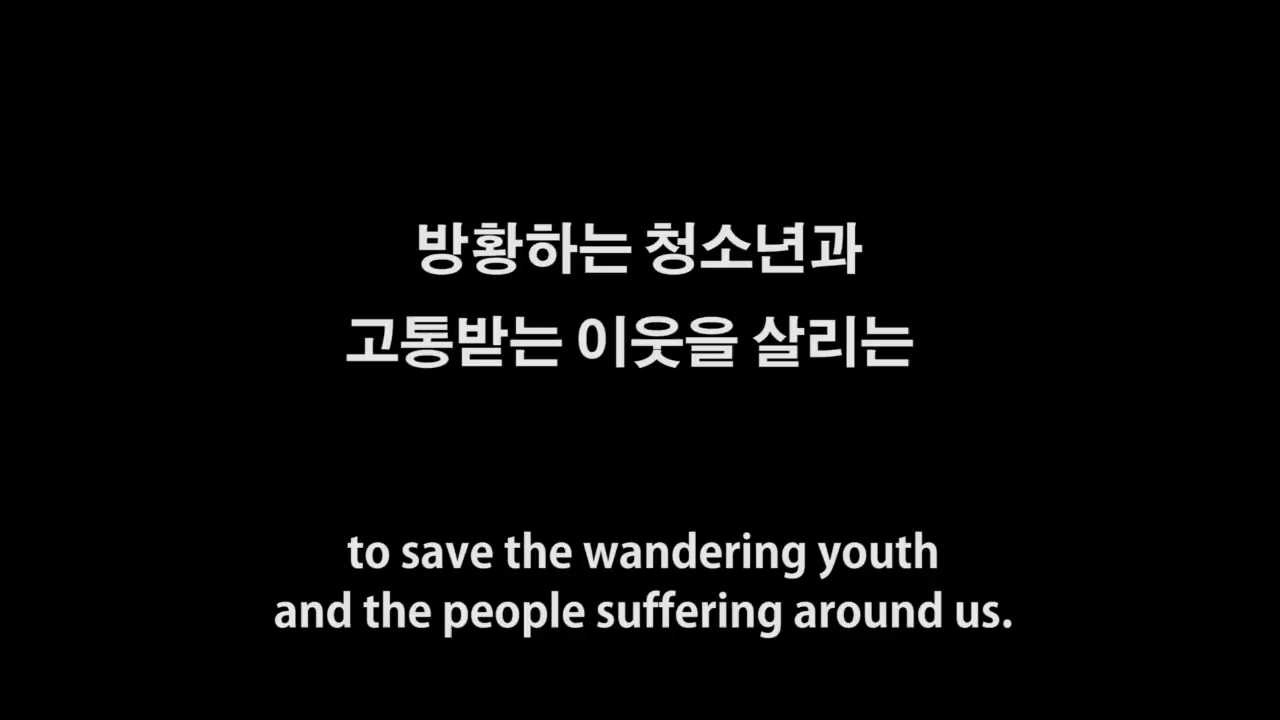 방황하는 청소년과
고통받는 이웃을 살리는
to save the wandering youth
and the people suffering around us.